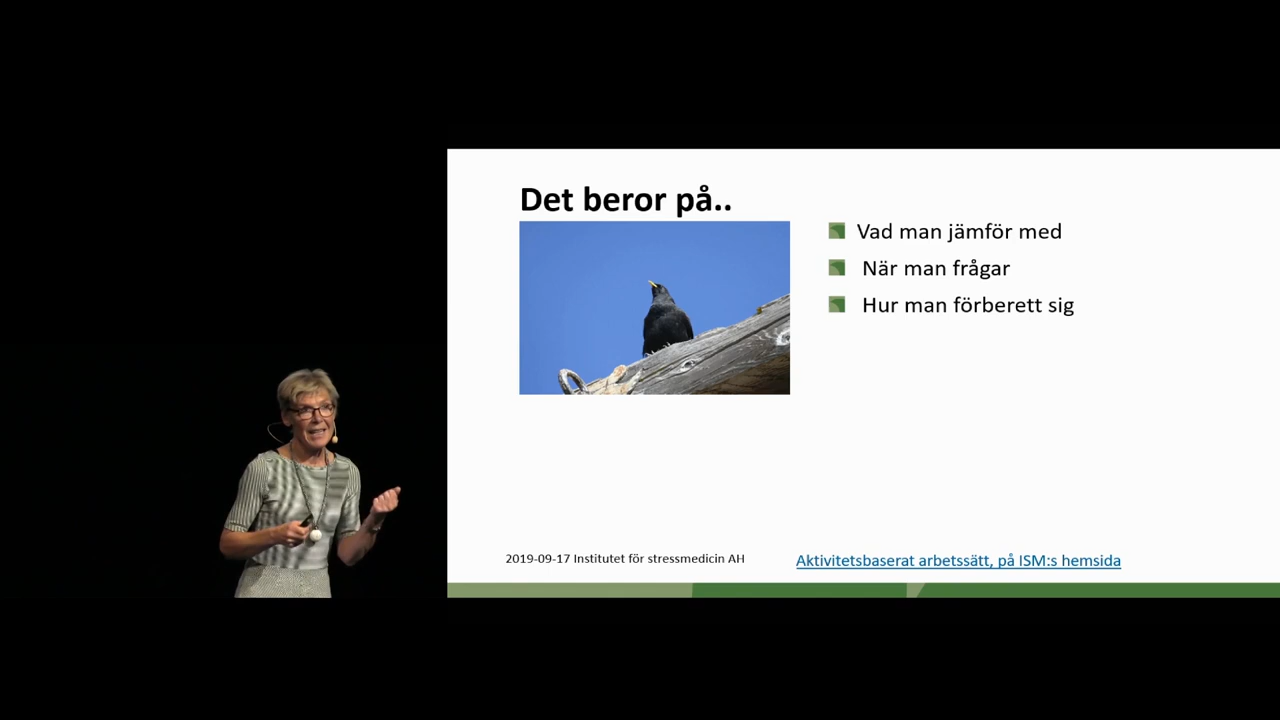 Det beror på..
Vad man jämför med
När man frågar
Hur man förberett sig
2019-09-17 Institutet för stressmedicin AH
Aktivitetsbaserat arbetssätt, på ISM:s hemsida